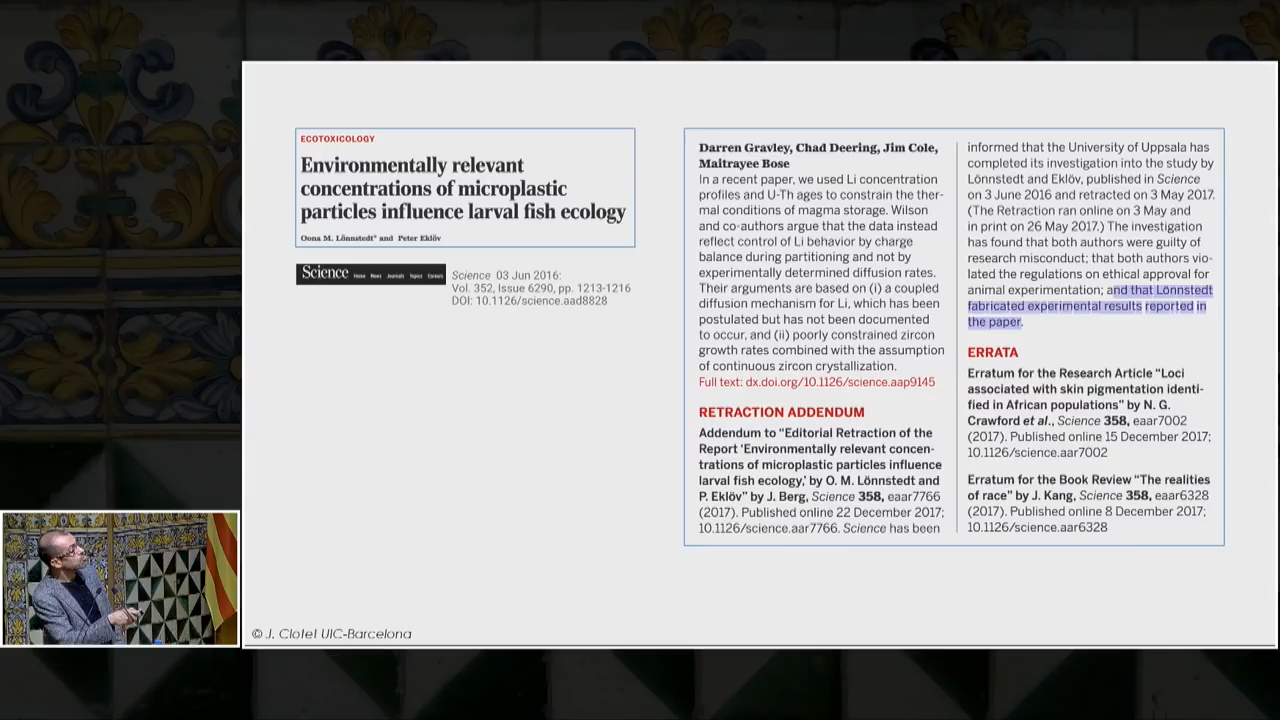 ECOTOXICOLOGY
Environmentally relevant
concentrations of microplastic
particles influence larval fish ecology
Oona M. Lönnstedt* and Peter Eklöv
Science Home News Journals Topics Careers
Science 03 Jun 2016:
Vol. 352, Issue 6290, pp. 1213-1216
DOI: 10.1126/science.aad8828
Darren Gravley, Chad Deering, Jim Cole,
Maitrayee Bose
In a recent paper, we used Li concentration
profiles and U-Th ages to constrain the ther-
mal conditions of magma storage. Wilson
and co-authors argue that the data instead
reflect control of Li behavior by charge
balance during partitioning and not by
experimentally determined diffusion rates.
Their arguments are based on (i) a coupled
diffusion mechanism for Li, which has been
postulated but has not been documented
to occur, and (ii) poorly constrained zircon
growth rates combined with the assumption
of continuous zircon crystallization.
Full text: dx.doi.org/10.1126/science.aap9145
RETRACTION ADDENDUM
Addendum to “Editorial Retraction of the
Report ‘Environmentally relevant concen-
trations of microplastic particles influence
larval fish ecology,’ by O. M. Lönnstedt and
P. Eklöv” by J. Berg, Science 358, eaar7766
(2017). Published online 22 December 2017;
10.1126/science.aar7766. Science has been
informed that the University of Uppsala has
completed its investigation into the study by
Lönnstedt and Eklöv, published in Science
on 3 June 2016 and retracted on 3 May 2017.
(The Retraction ran online on 3 May and
in print on 26 May 2017.) The investigation
has found that both authors were guilty of
research misconduct; that both authors vio-
lated the regulations on ethical approval for
animal experimentation; and that Lönnstedt
fabricated experimental results reported in
the paper.
ERRATA
Erratum for the Research Article “Loci
associated with skin pigmentation identi-
fied in African populations” by N. G.
Crawford et al., Science 358, eaar7002
(2017). Published online 15 December 2017;
10.1126/science.aar7002
Erratum for the Book Review “The realities
of race” by J. Kang, Science 358, eaar6328
(2017). Published online 8 December 2017;
10.1126/science.aar6328
© J. Clotet UIC-Barcelona